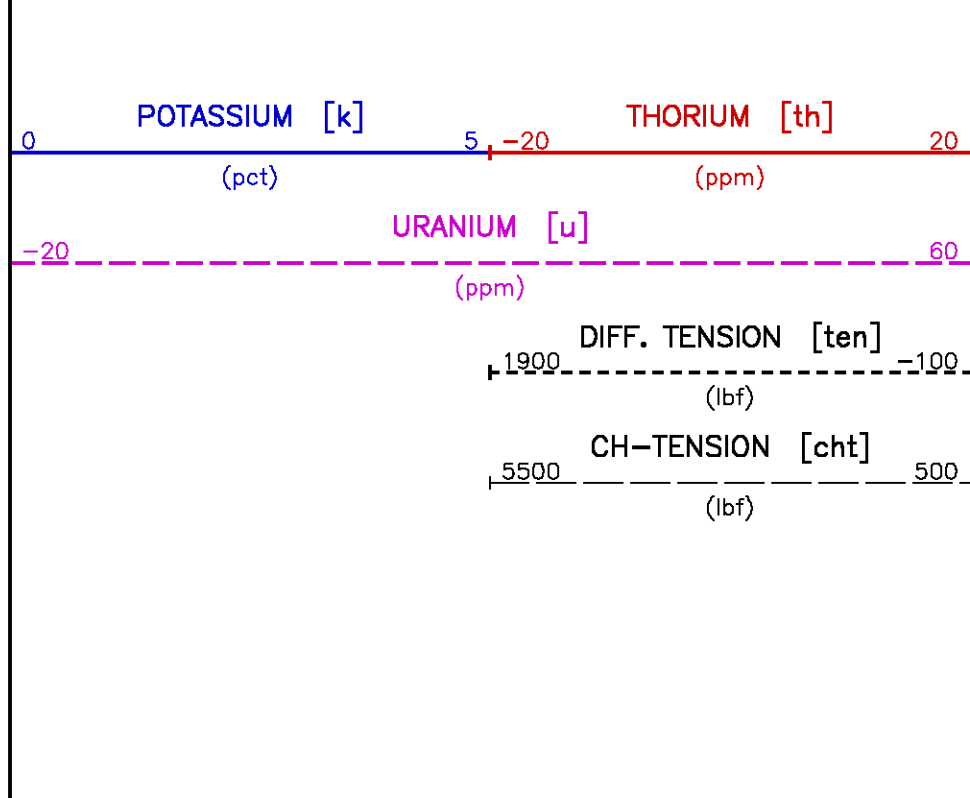 POTASSIUM [k] THORIUM [th]
0 5 -20 20
(pct) (ppm)
URANIUM [u]
-20 60
(ppm)
DIFF. TENSION [ten]
1900 -100
(lbf)
CH-TENSION [cht]
5500 500
(lbf)